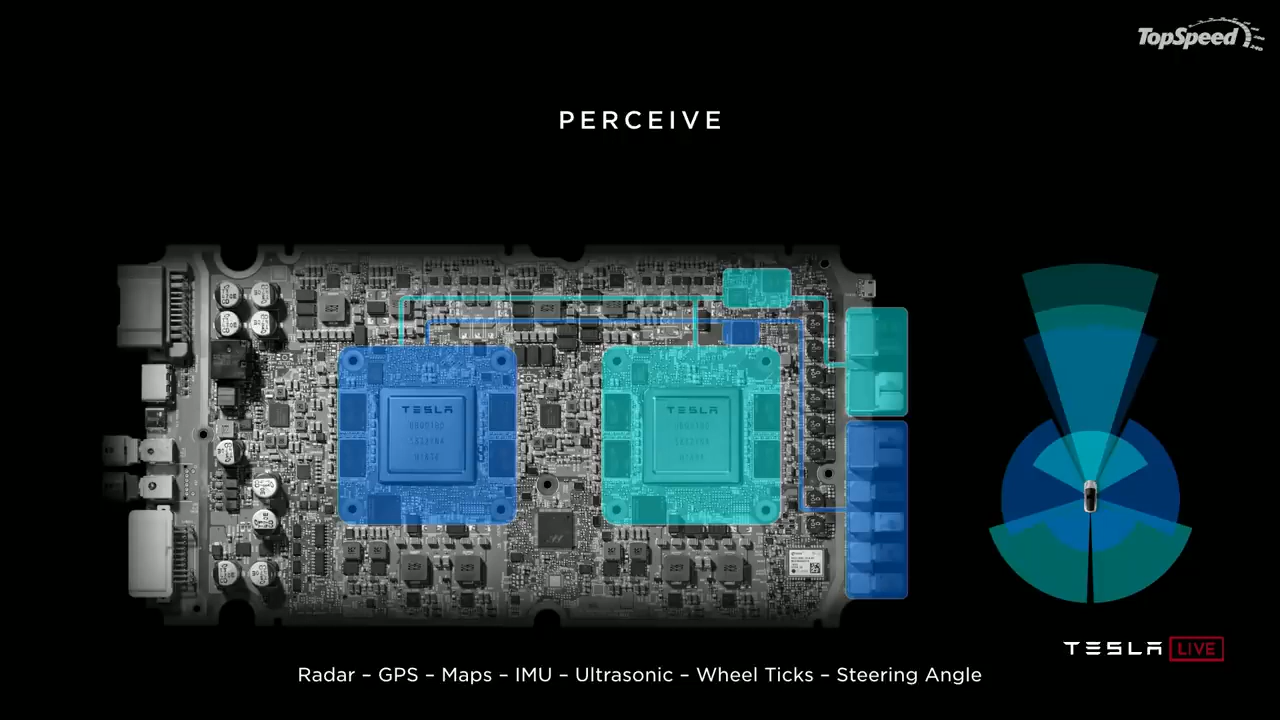 TopSpeed
PERCEIVE
TESLA
TESLA
TESLA LIVE
Radar – GPS – Maps – IMU – Ultrasonic – Wheel Ticks – Steering Angle